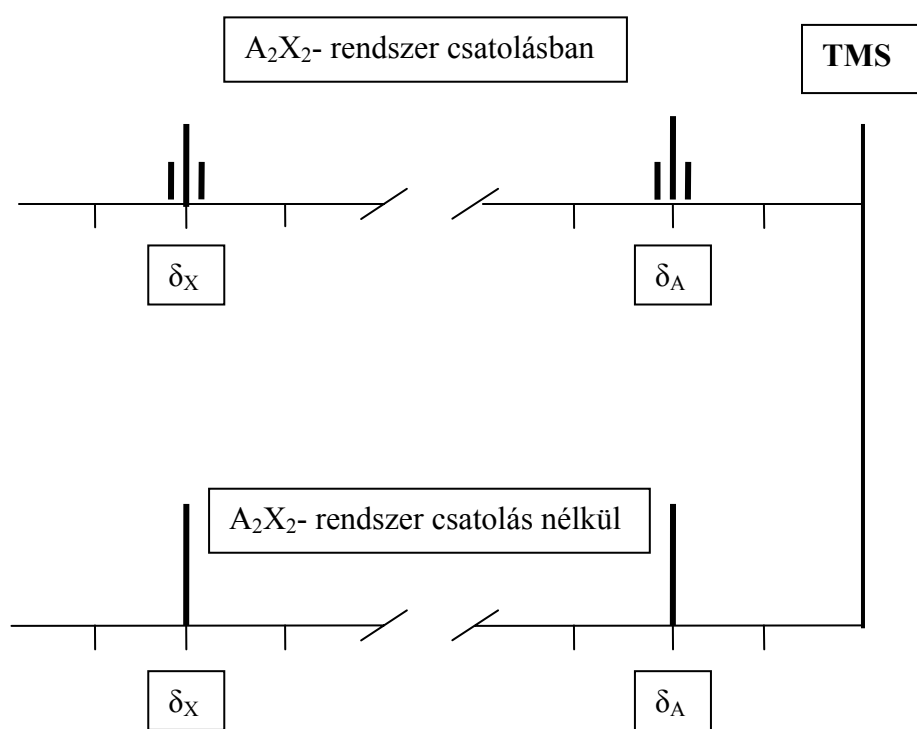 A₂X₂- rendszer csatolásban
TMS
δX
δA
A₂X₂- rendszer csatolás nélkül
δX
δA